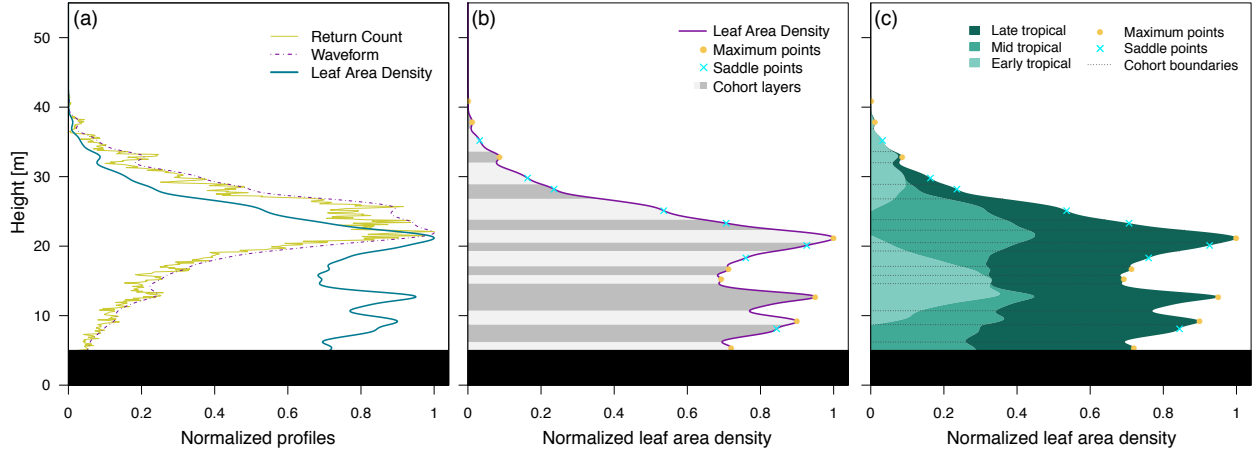 (a)
Return Count
Waveform
Leaf Area Density
Height [m]
50
40
30
20
10
0
0 0.2 0.4 0.6 0.8 1
Normalized profiles
(b)
Leaf Area Density
Maximum points
Saddle points
Cohort layers
0 0.2 0.4 0.6 0.8 1
Normalized leaf area density
(c)
Late tropical
Mid tropical
Early tropical
Maximum points
Saddle points
Cohort boundaries
0 0.2 0.4 0.6 0.8 1
Normalized leaf area density